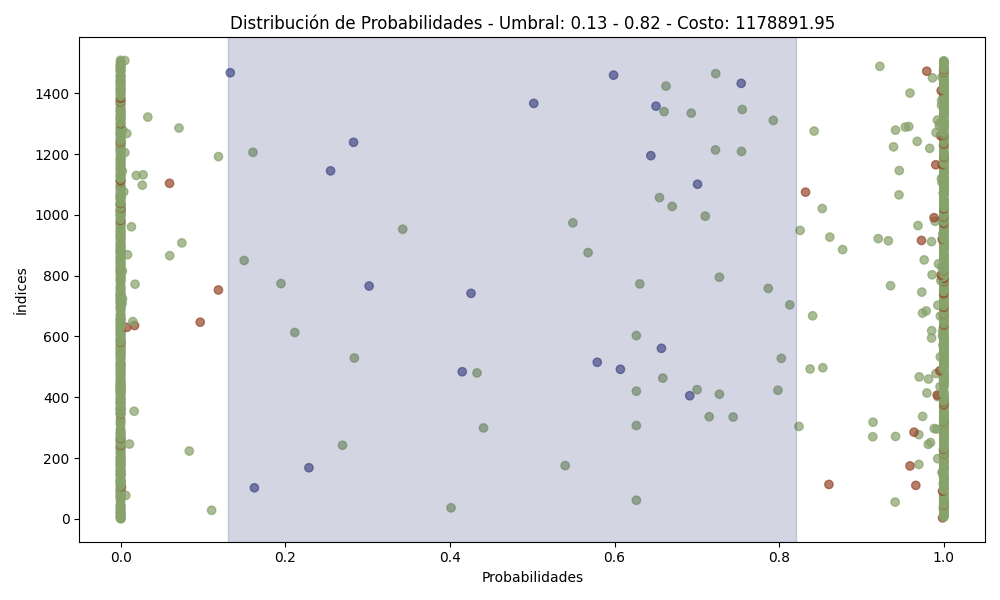 Distribución de Probabilidades - Umbral: 0.13 - 0.82 - Costo: 1178891.95
1400
1200
1000
800
600
400
200
0
Índices
0.0 0.2 0.4 0.6 0.8 1.0
Probabilidades